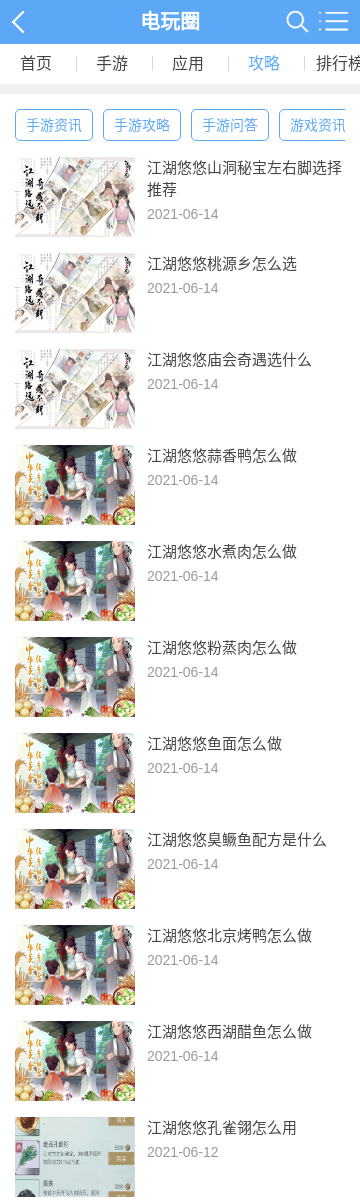 电玩圈
首页
手游
应用
攻略
排行榜
手游资讯
手游攻略
手游问答
游戏资讯
江湖悠悠山洞秘宝左右脚选择
推荐
2021-06-14
江湖悠悠桃源乡怎么选
2021-06-14
江湖悠悠庙会奇遇选什么
2021-06-14
江湖悠悠蒜香鸭怎么做
2021-06-14
江湖悠悠水煮肉怎么做
2021-06-14
江湖悠悠粉蒸肉怎么做
2021-06-14
江湖悠悠鱼面怎么做
2021-06-14
江湖悠悠臭鳜鱼配方是什么
2021-06-14
江湖悠悠北京烤鸭怎么做
2021-06-14
江湖悠悠西湖醋鱼怎么做
2021-06-14
江湖悠悠孔雀翎怎么用
2021-06-12